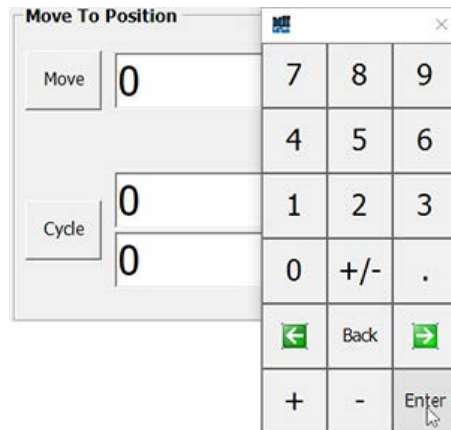 Move To Position
Move
0
Cycle
0
0
7 8 9
4 5 6
1 2 3
0 +/- .
Back
+ - Enter